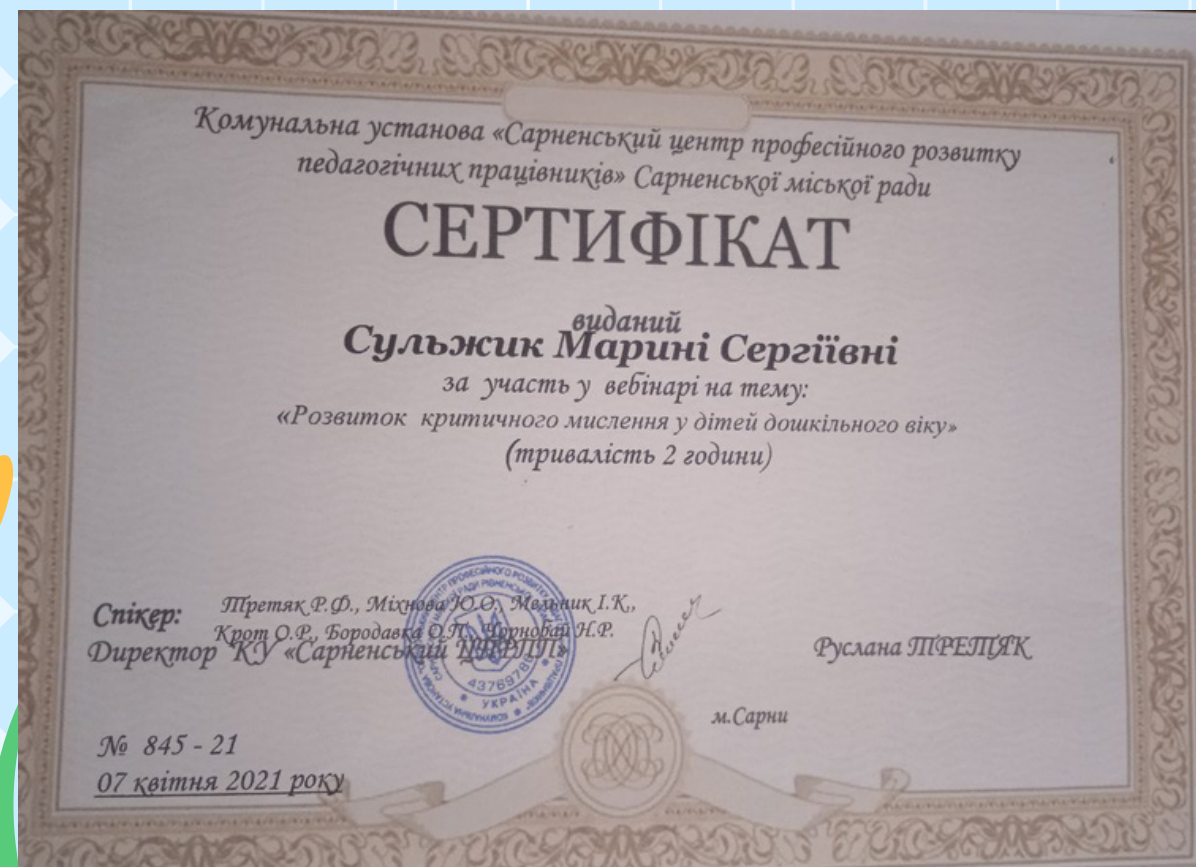 Комунальна установа «Сарненський центр професійного розвитку
педагогічних працівників» Сарненської міської ради
СЕРТИФІКАТ
виданий
Сульжик Марині Сергіївні
за участь у вебінарі на тему:
«Розвиток критичного мислення у дітей дошкільного віку»
(тривалість 2 години)
Спікер: Третяк Р.Ф., Міхнова Ю.О., Мельник І.К.,
Крот О.Р., Бородавка О.П., Чорнобай Н.Р.
Директор КУ «Сарненський ЦПРПП» Руслана ТРЕТЯК
УКРАЇНА
м.Сарни
№ 845 - 21
07 квітня 2021 року